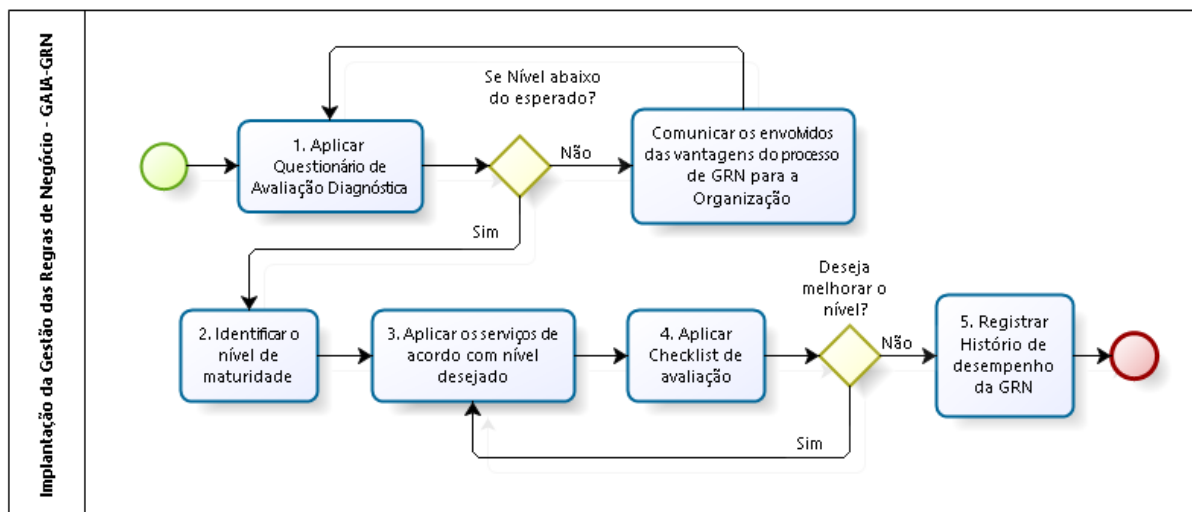 Implantação da Gestão das Regras de Negócio - GAIA-GRN
Se Nível abaixo
do esperado?
1. Aplicar
Questionário de
Avaliação Diagnóstica
Não
Comunicar os envolvidos
das vantagens do processo
de GRN para a
Organização
Sim
Deseja
melhorar o
nível?
2. Identificar o
nível de
maturidade
3. Aplicar os serviços de
acordo com nível
desejado
4. Aplicar
Checklist de
avaliação
Não
5. Registrar
Histório de
desempenho
da GRN
Sim